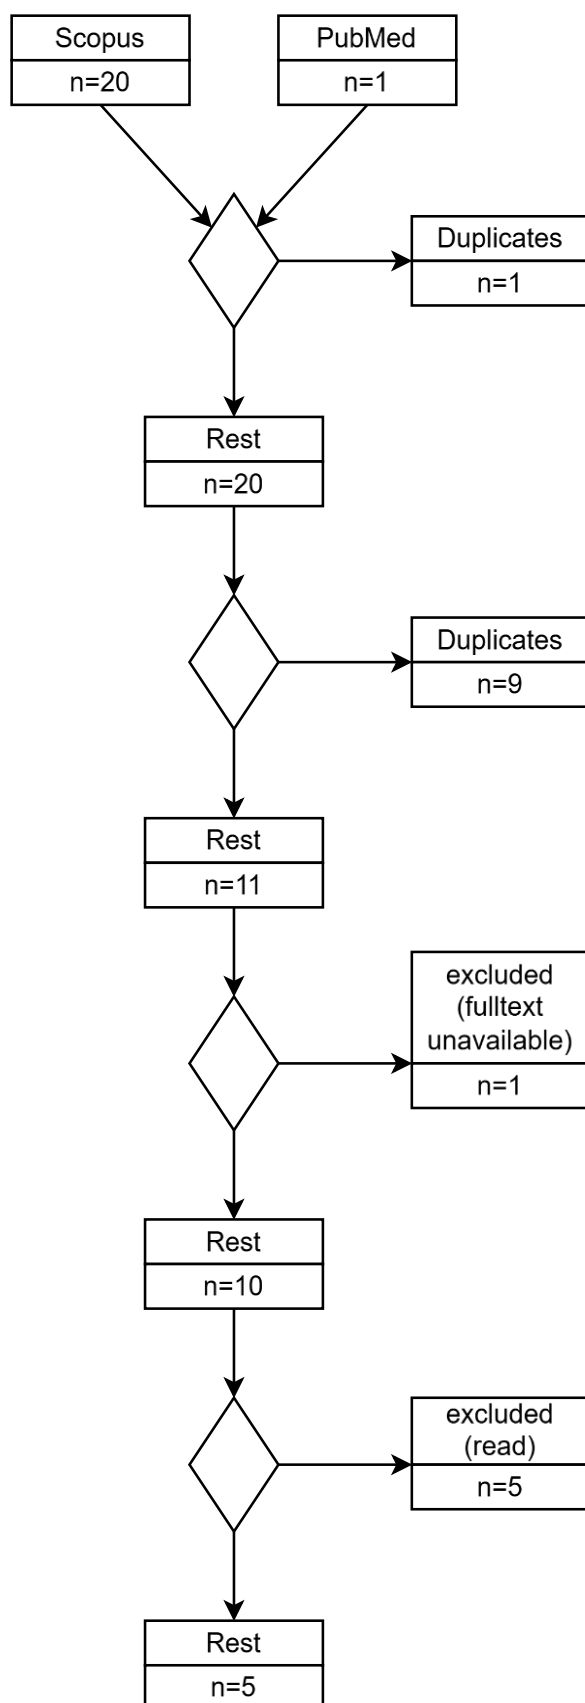 Scopus
n=20
PubMed
n=1
Duplicates
n=1
Rest
n=20
Duplicates
n=9
Rest
n=11
excluded
(fulltext
unavailable)
n=1
Rest
n=10
excluded
(read)
n=5
Rest
n=5